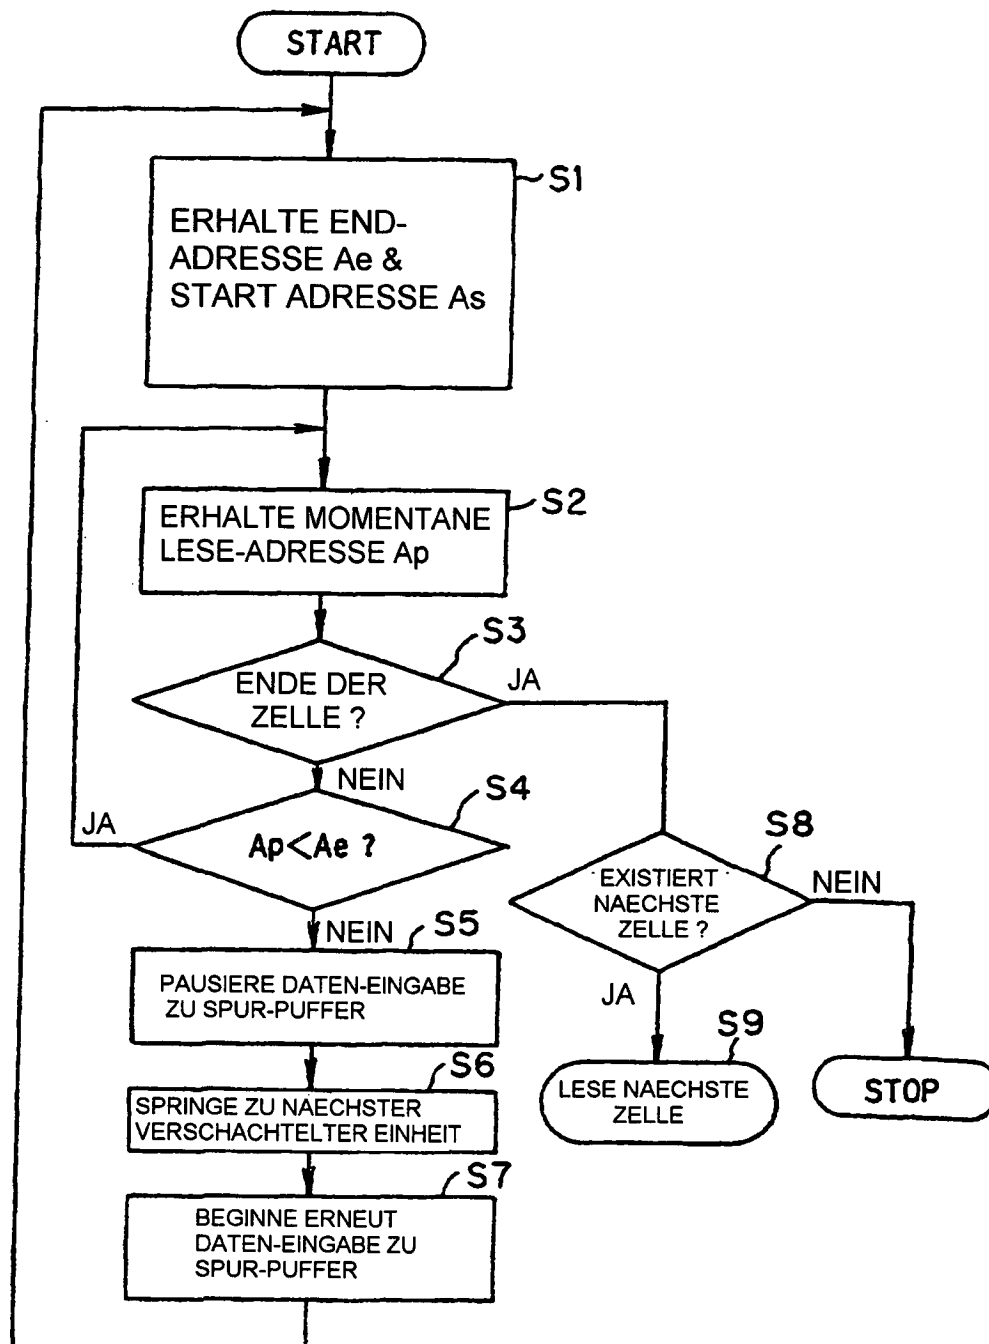 START
S1
ERHALTE END-
ADRESSE Ae &
START ADRESSE As
S2
ERHALTE MOMENTANE
LESE-ADRESSE Ap
S3
ENDE DER
ZELLE ?
JA
NEIN
S4
JA
Ap<Ae ?
S8
EXISTIERT
NAECHSTE
ZELLE ?
NEIN
NEIN
S5
PAUSIERE DATEN-EINGABE
ZU SPUR-PUFFER
JA
S9
LESE NAECHSTE
ZELLE
STOP
S6
SPRINGE ZU NAECHSTER
VERSCHACHTELTER EINHEIT
S7
BEGINNE ERNEUT
DATEN-EINGABE ZU
SPUR-PUFFER